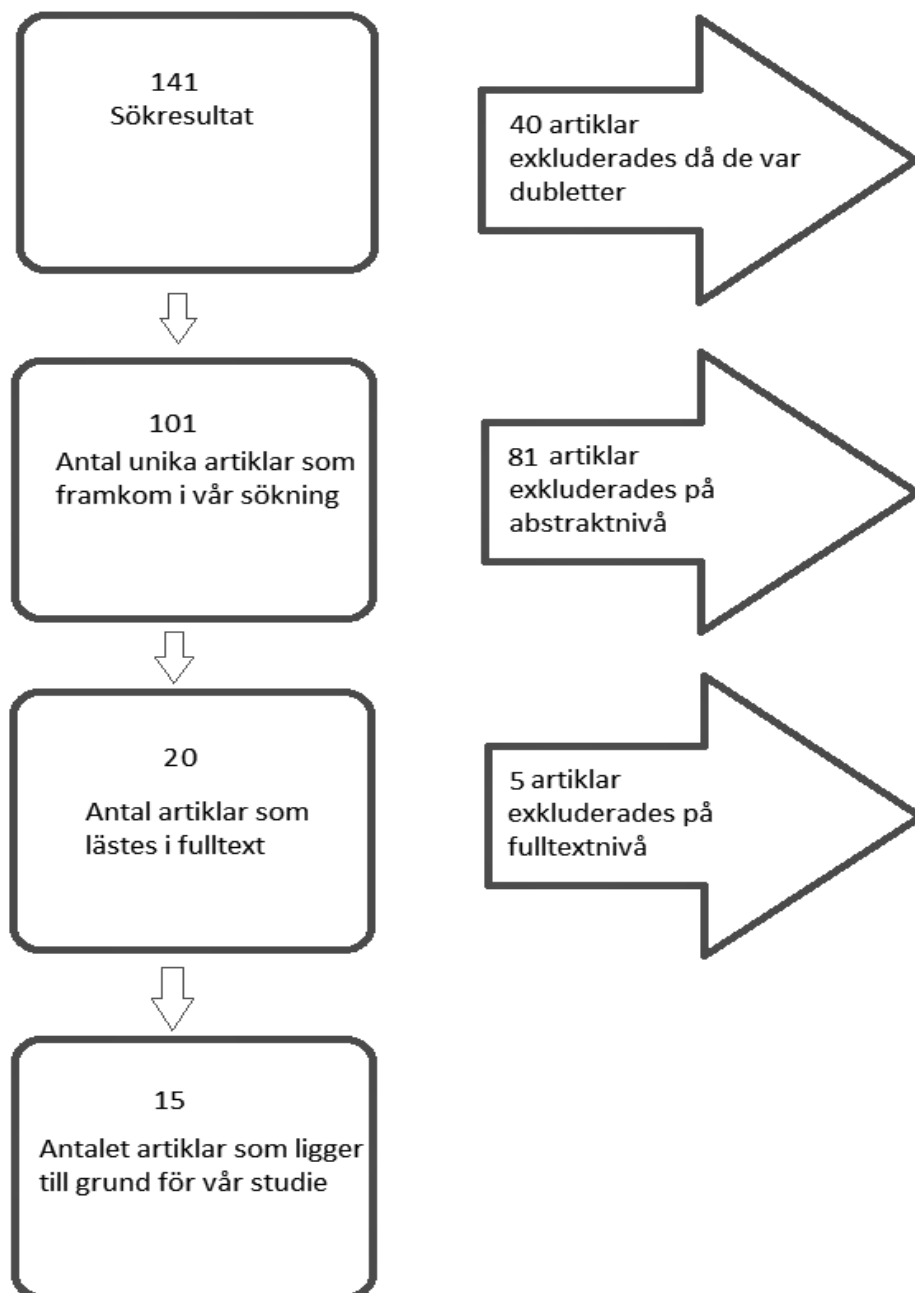 141
Sökresultat
40 artiklar
exkluderades då de var
dubletter
101
Antal unika artiklar som
framkom i vår sökning
81 artiklar
exkluderades på
abstraktnivå
20
Antal artiklar som
lästes i fulltext
5 artiklar
exkluderades på
fulltextnivå
15
Antalet artiklar som ligger
till grund för vår studie